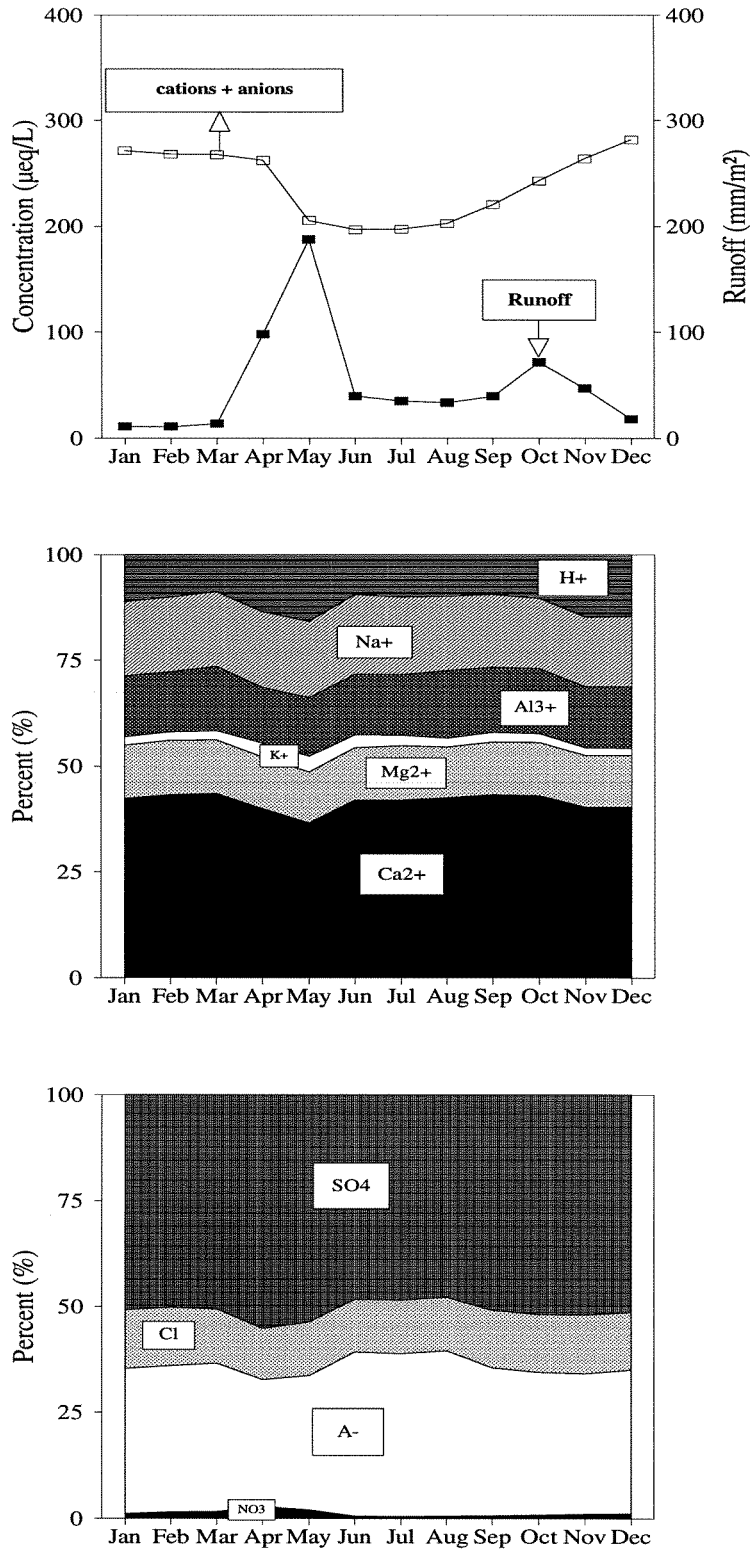 400
400
cations + anions
300
300
Concentration (µeq/L)
Runoff (mm/m²)
200
200
Runoff
100
100
0
0
Jan Feb Mar Apr May Jun Jul Aug Sep Oct Nov Dec
100
H+
Na+
75
Al3+
K+
Percent (%)
50
Mg2+
Ca2+
25
0
Jan Feb Mar Apr May Jun Jul Aug Sep Oct Nov Dec
100
SO4
75
Percent (%)
50
Cl
25
A-
NO3
0
Jan Feb Mar Apr May Jun Jul Aug Sep Oct Nov Dec